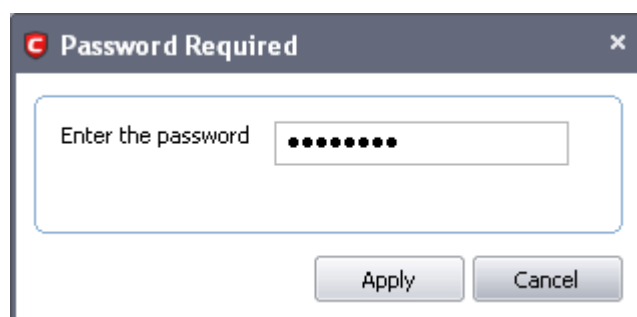 Password Required
Enter the password ••••••••
Apply Cancel